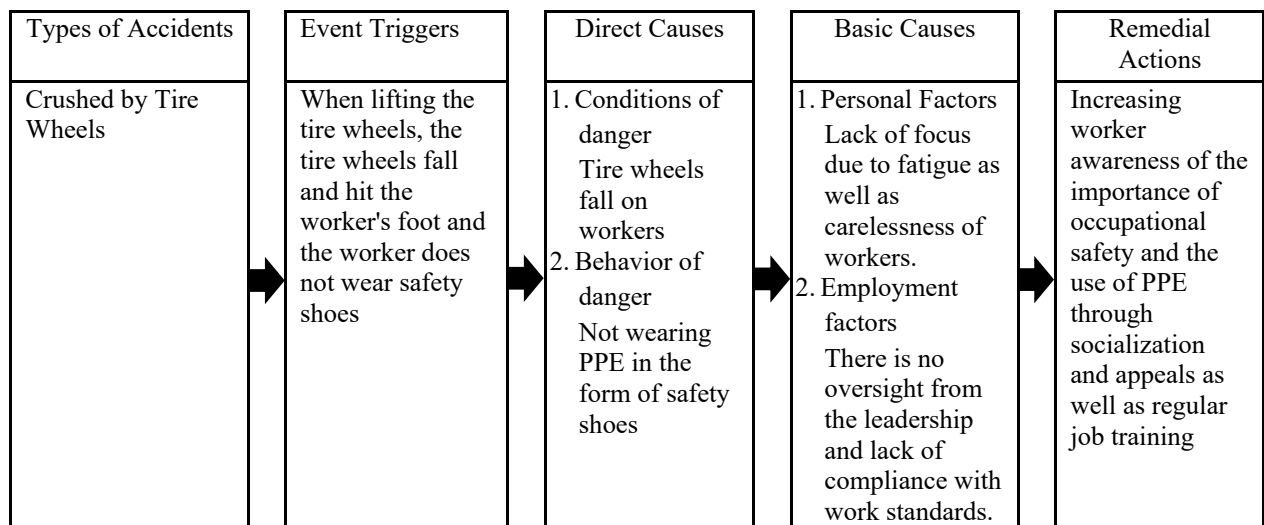 Types of Accidents
Crushed by Tire
Wheels
Event Triggers
When lifting the
tire wheels, the
tire wheels fall
and hit the
worker's foot and
the worker does
not wear safety
shoes
Direct Causes
1. Conditions of
danger
Tire wheels
fall on
workers
2. Behavior of
danger
Not wearing
PPE in the
form of safety
shoes
Basic Causes
1. Personal Factors
Lack of focus
due to fatigue as
well as
carelessness of
workers.
2. Employment
factors
There is no
oversight from
the leadership
and lack of
compliance with
work standards.
Remedial
Actions
Increasing
worker
awareness of the
importance of
occupational
safety and the
use of PPE
through
socialization
and appeals as
well as regular
job training